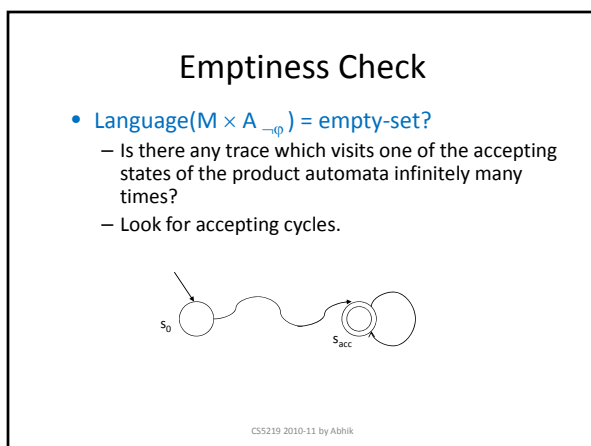 Emptiness Check
• Language(M × A ¬φ ) = empty-set?
– Is there any trace which visits one of the accepting
states of the product automata infinitely many
times?
– Look for accepting cycles.
s0
sacc
CS5219 2010-11 by Abhik